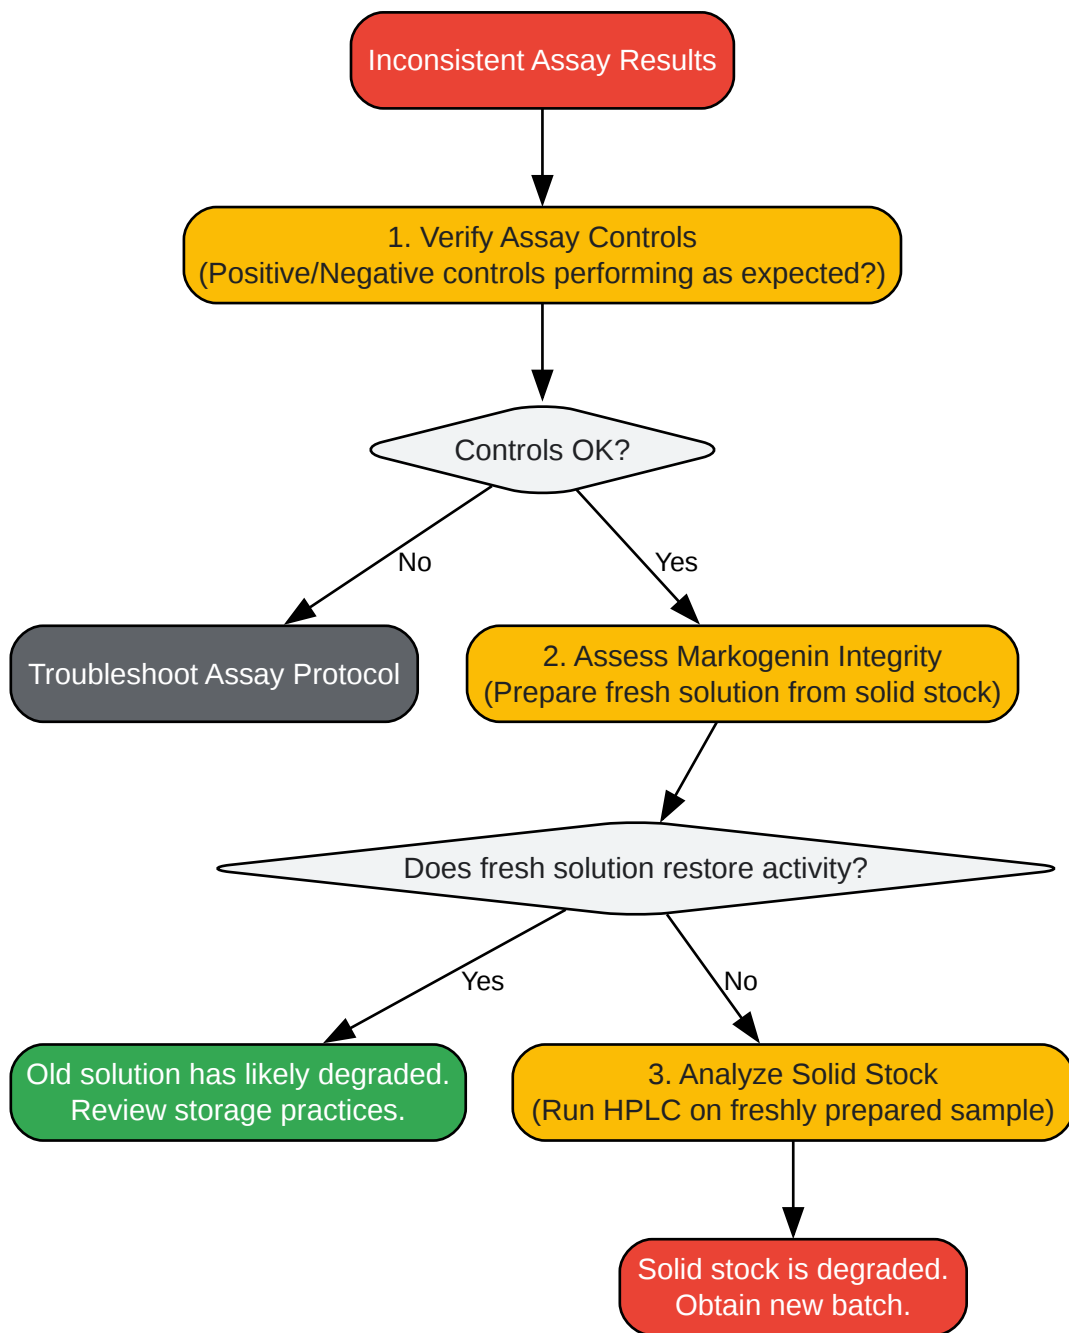 Inconsistent Assay Results
1. Verify Assay Controls
(Positive/Negative controls performing as expected?)
Controls OK?
No
Yes
Troubleshoot Assay Protocol
2. Assess Markogenin Integrity
(Prepare fresh solution from solid stock)
Does fresh solution restore activity?
Yes
No
Old solution has likely degraded.
Review storage practices.
3. Analyze Solid Stock
(Run HPLC on freshly prepared sample)
Solid stock is degraded.
Obtain new batch.